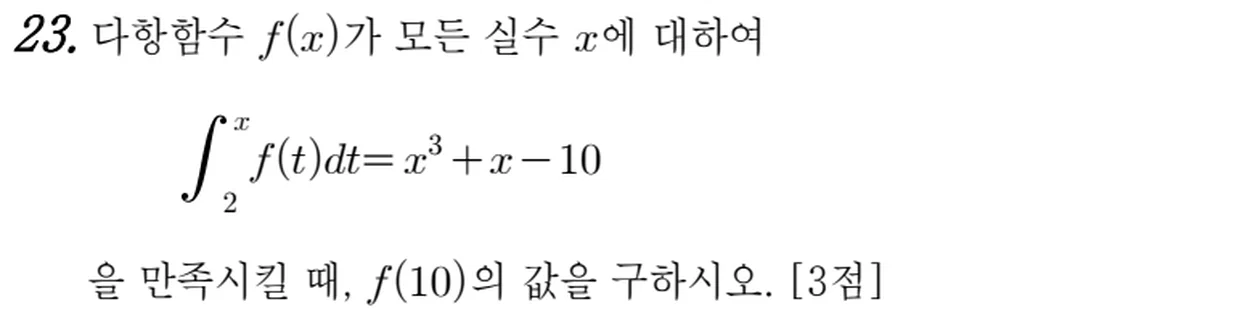 23. 다항함수 f(x)가 모든 실수 x에 대하여
∫₂ˣ f(t)dt = x³ + x − 10
을 만족시킬 때, f(10)의 값을 구하시오. [3점]